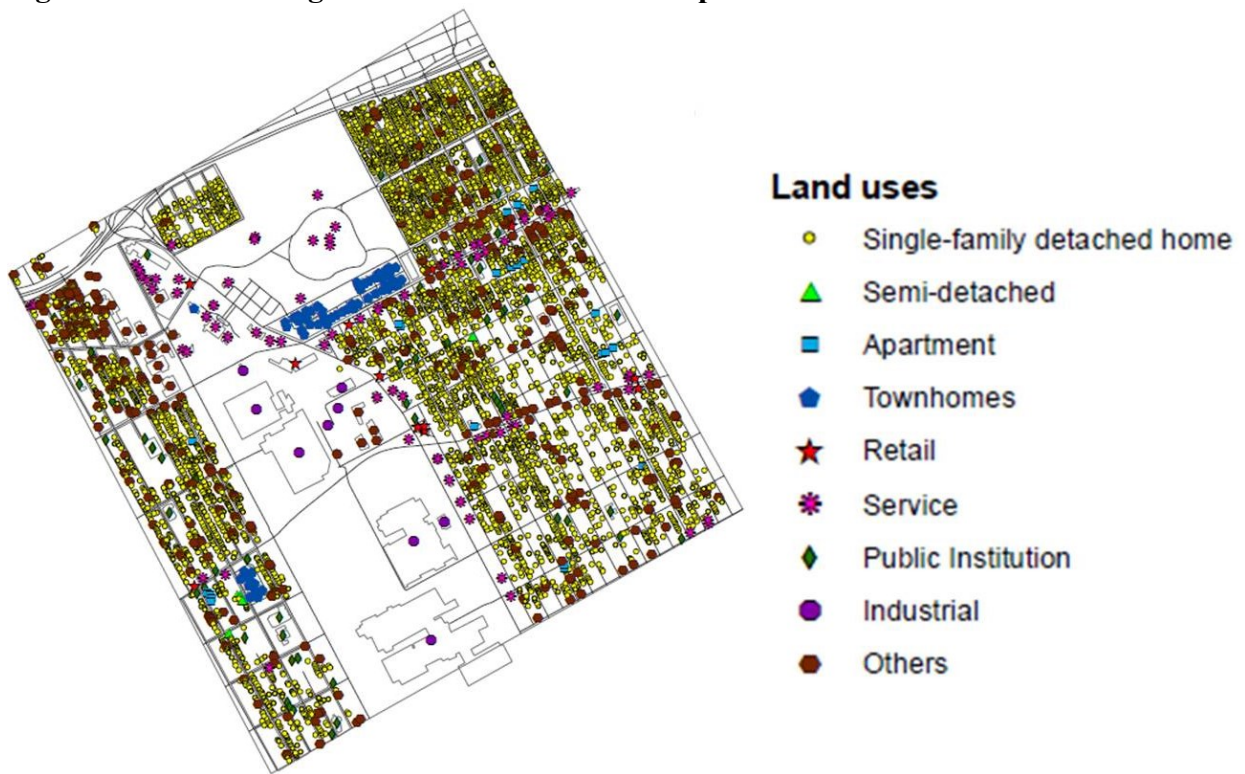 Land uses
Single-family detached home
Semi-detached
Apartment
Townhomes
Retail
Service
Public Institution
Industrial
Others